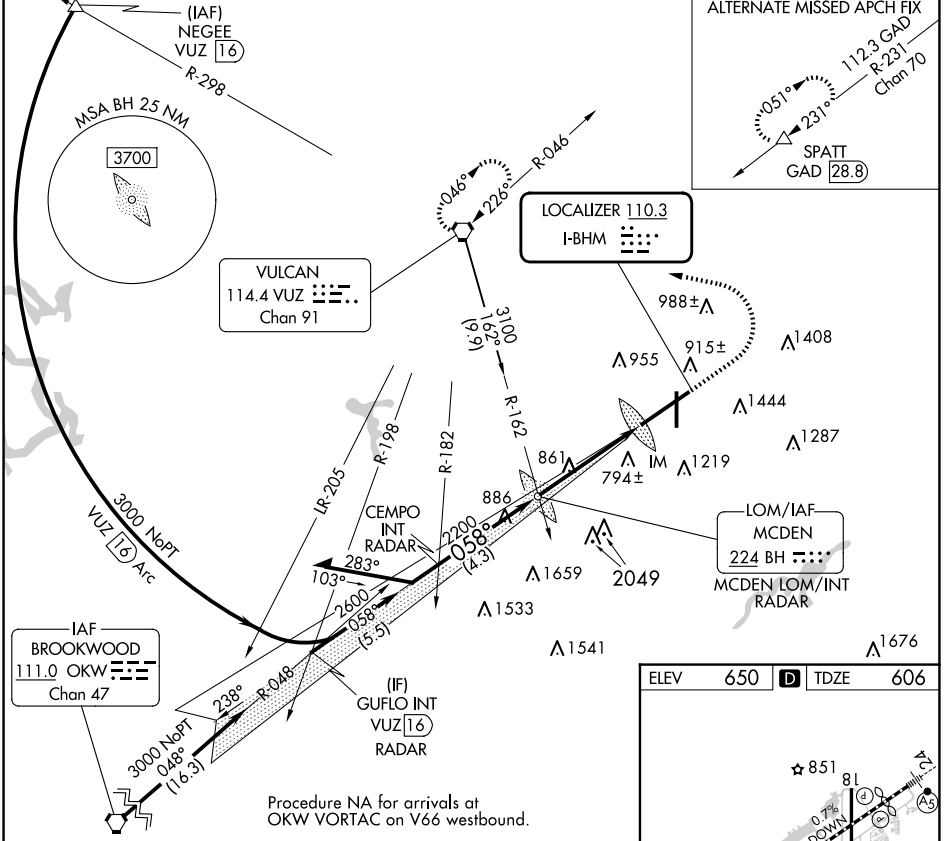 (IAF)
NEGEE
VUZ 16
R-298
MSA BH 25 NM
3700
ALTERNATE MISSED APCH FIX
112.3 GAD
R-231
Chan 70
051°
231°
SPATT
GAD 28.8
046°
226°
R-046
LOCALIZER 110.3
I-BHM
VULCAN
114.4 VUZ
Chan 91
3100
162°
(9.9)
R-162
988±
915±
955
1408
1444
1287
1219
IM
794±
861
886
LR-205
R-198
R-182
CEMPO
INT
RADAR
2200
058°
(4.3)
283°
103°
2600
058°
(5.5)
3000 NoPT
VUZ 16 Arc
LOM/IAF
MCDEN
224 BH
MCDEN LOM/INT
RADAR
2049
1659
1533
1541
1676
IAF
BROOKWOOD
111.0 OKW
Chan 47
238°
R-048
(IF)
GUFLO INT
VUZ 16
RADAR
3000 NoPT
048°
(16.3)
Procedure NA for arrivals at
OKW VORTAC on V66 westbound.
ELEV 650 D TDZE 606
851
18
24
0.7%
DOWN
P
P
A5